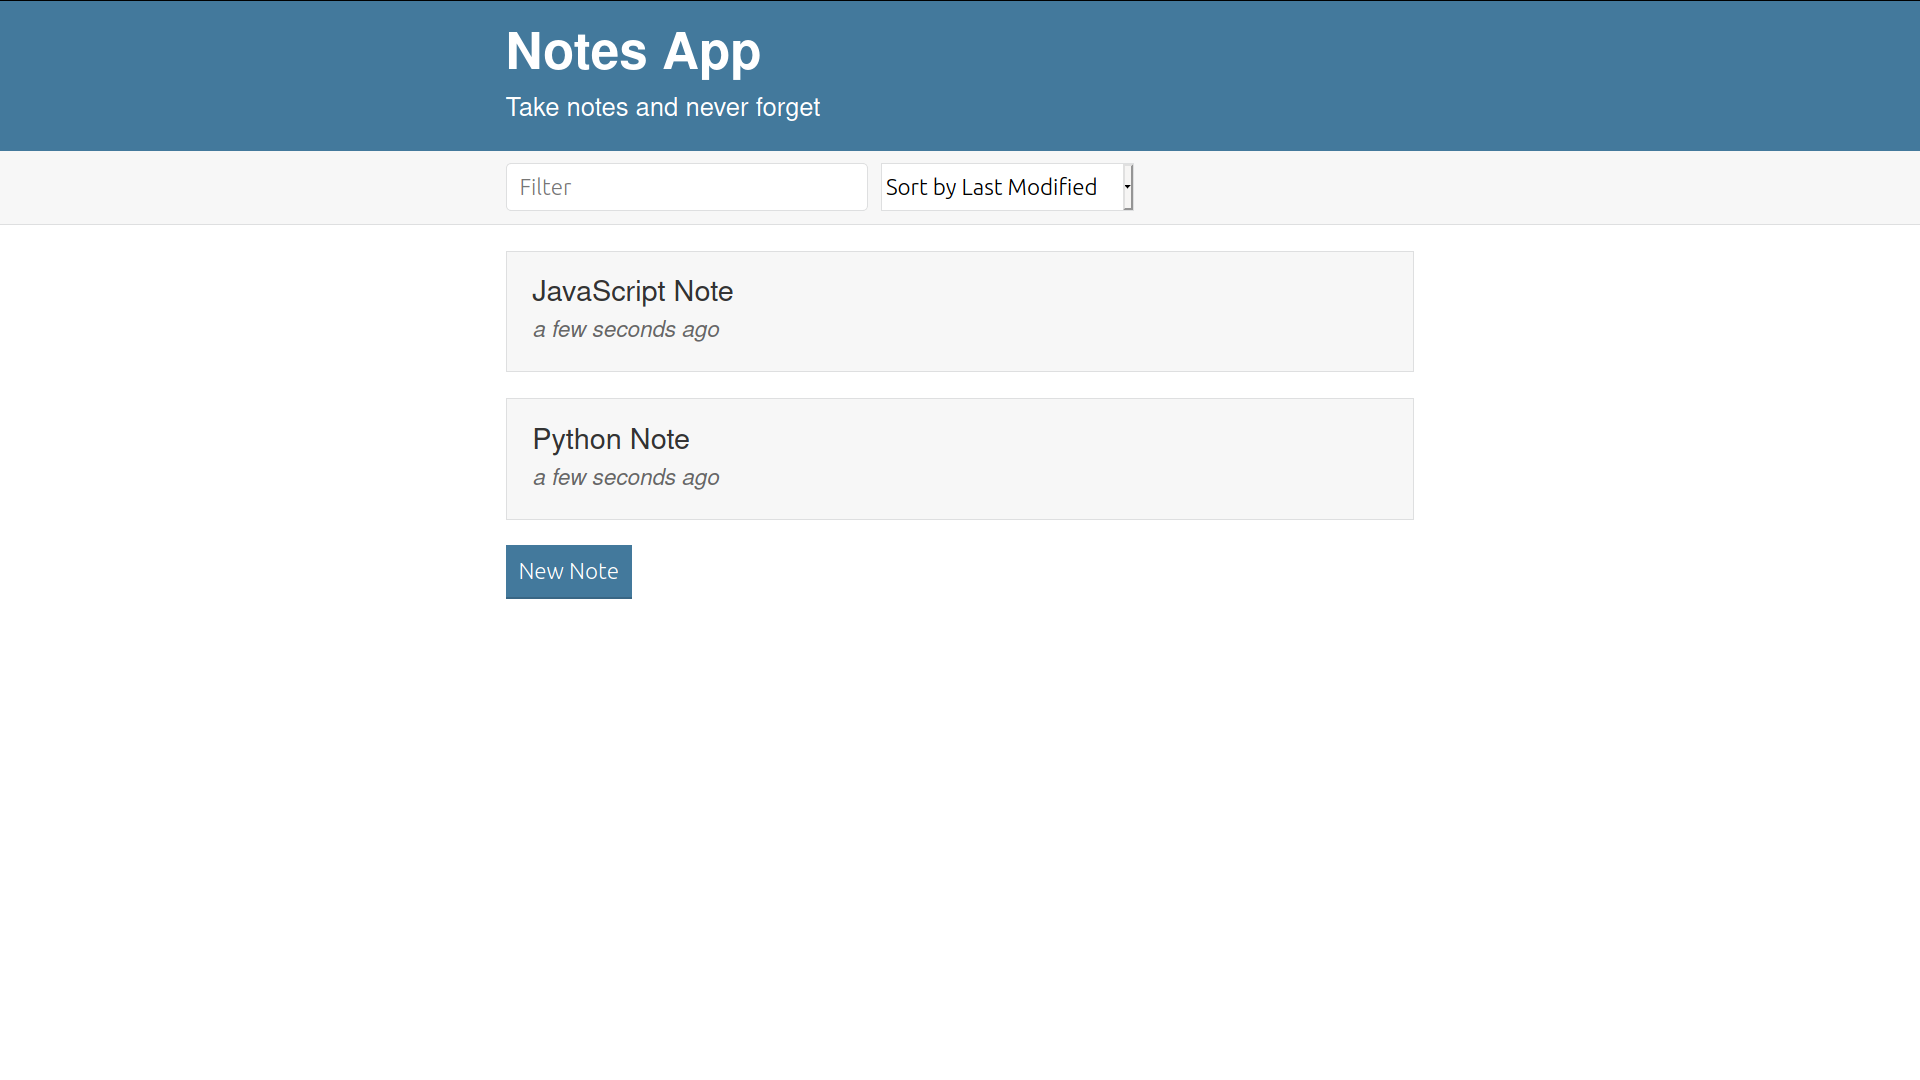 Notes App
Take notes and never forget
Filter
Sort by Last Modified
JavaScript Note
a few seconds ago
Python Note
a few seconds ago
New Note